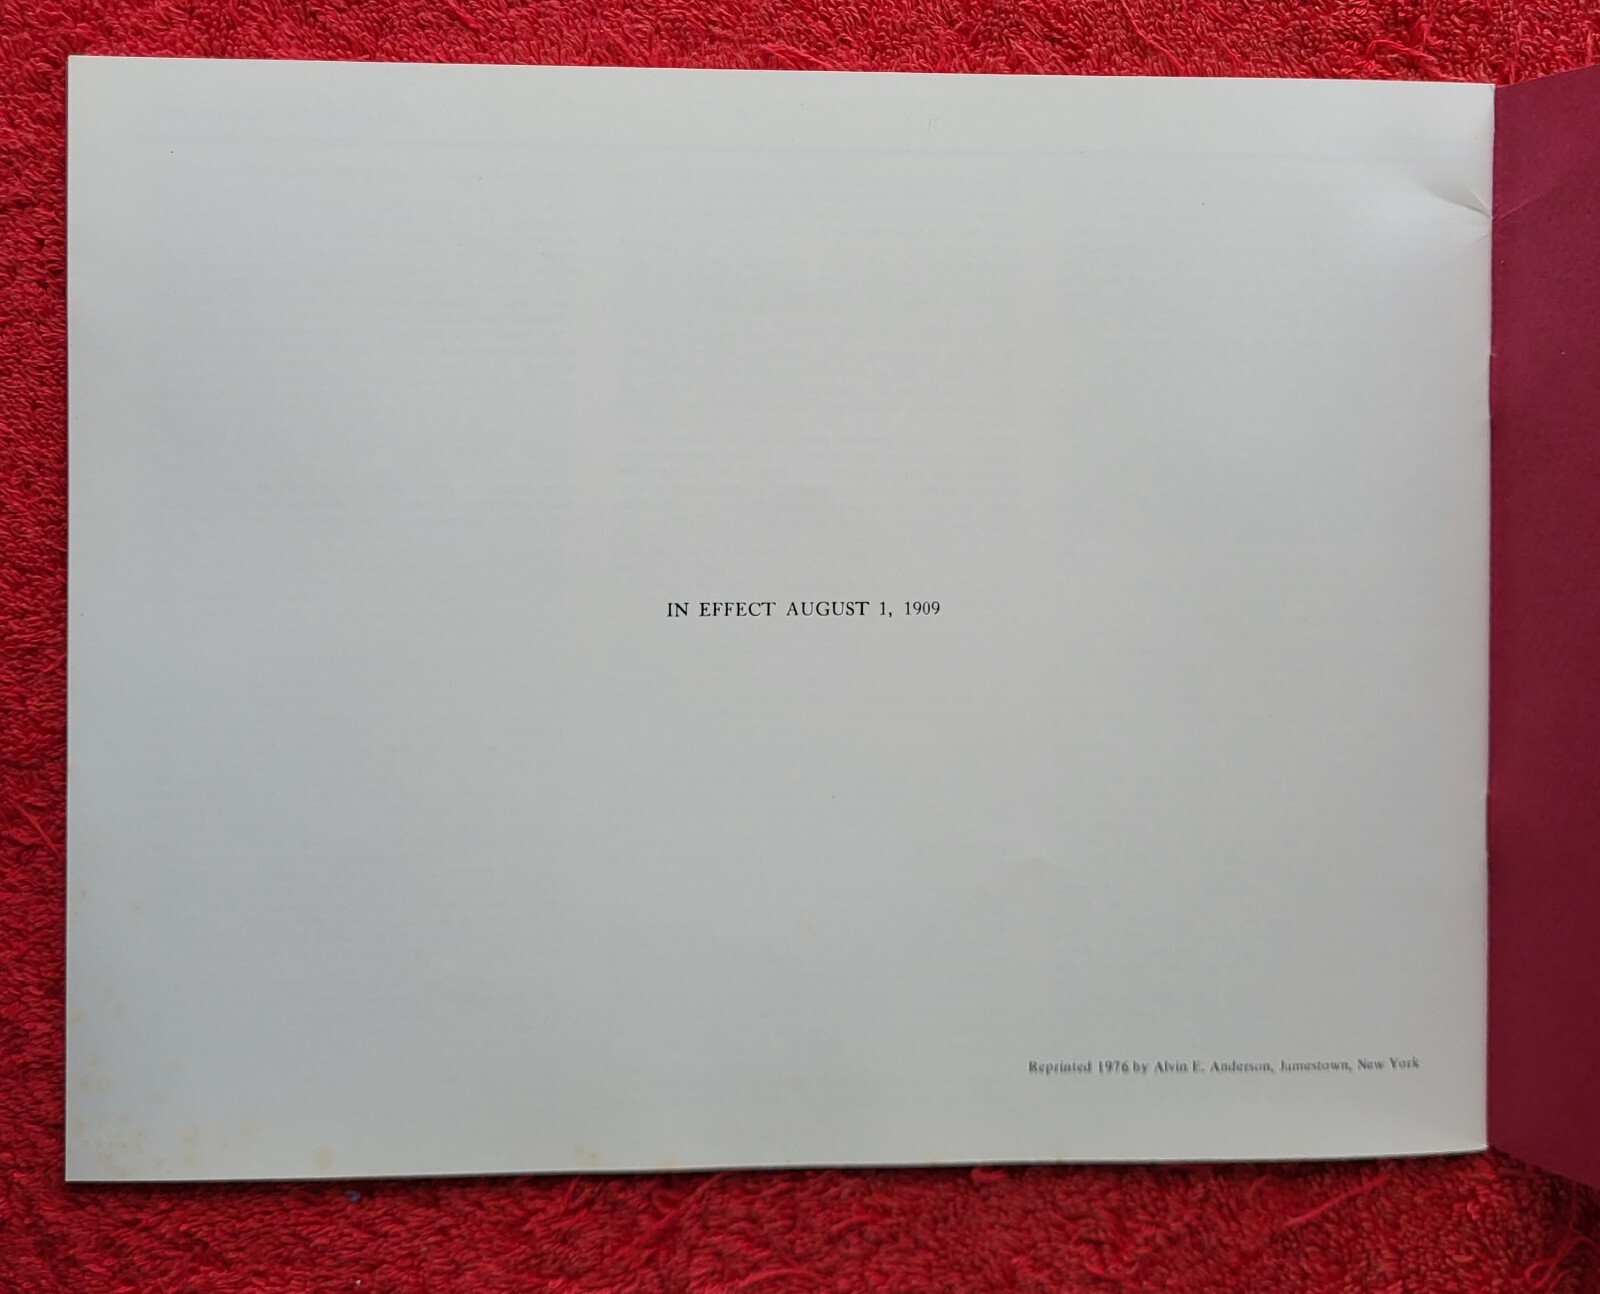 IN EFFECT AUGUST 1, 1909
Reprinted 1976 by Alvin E. Anderson, Jamestown, New York